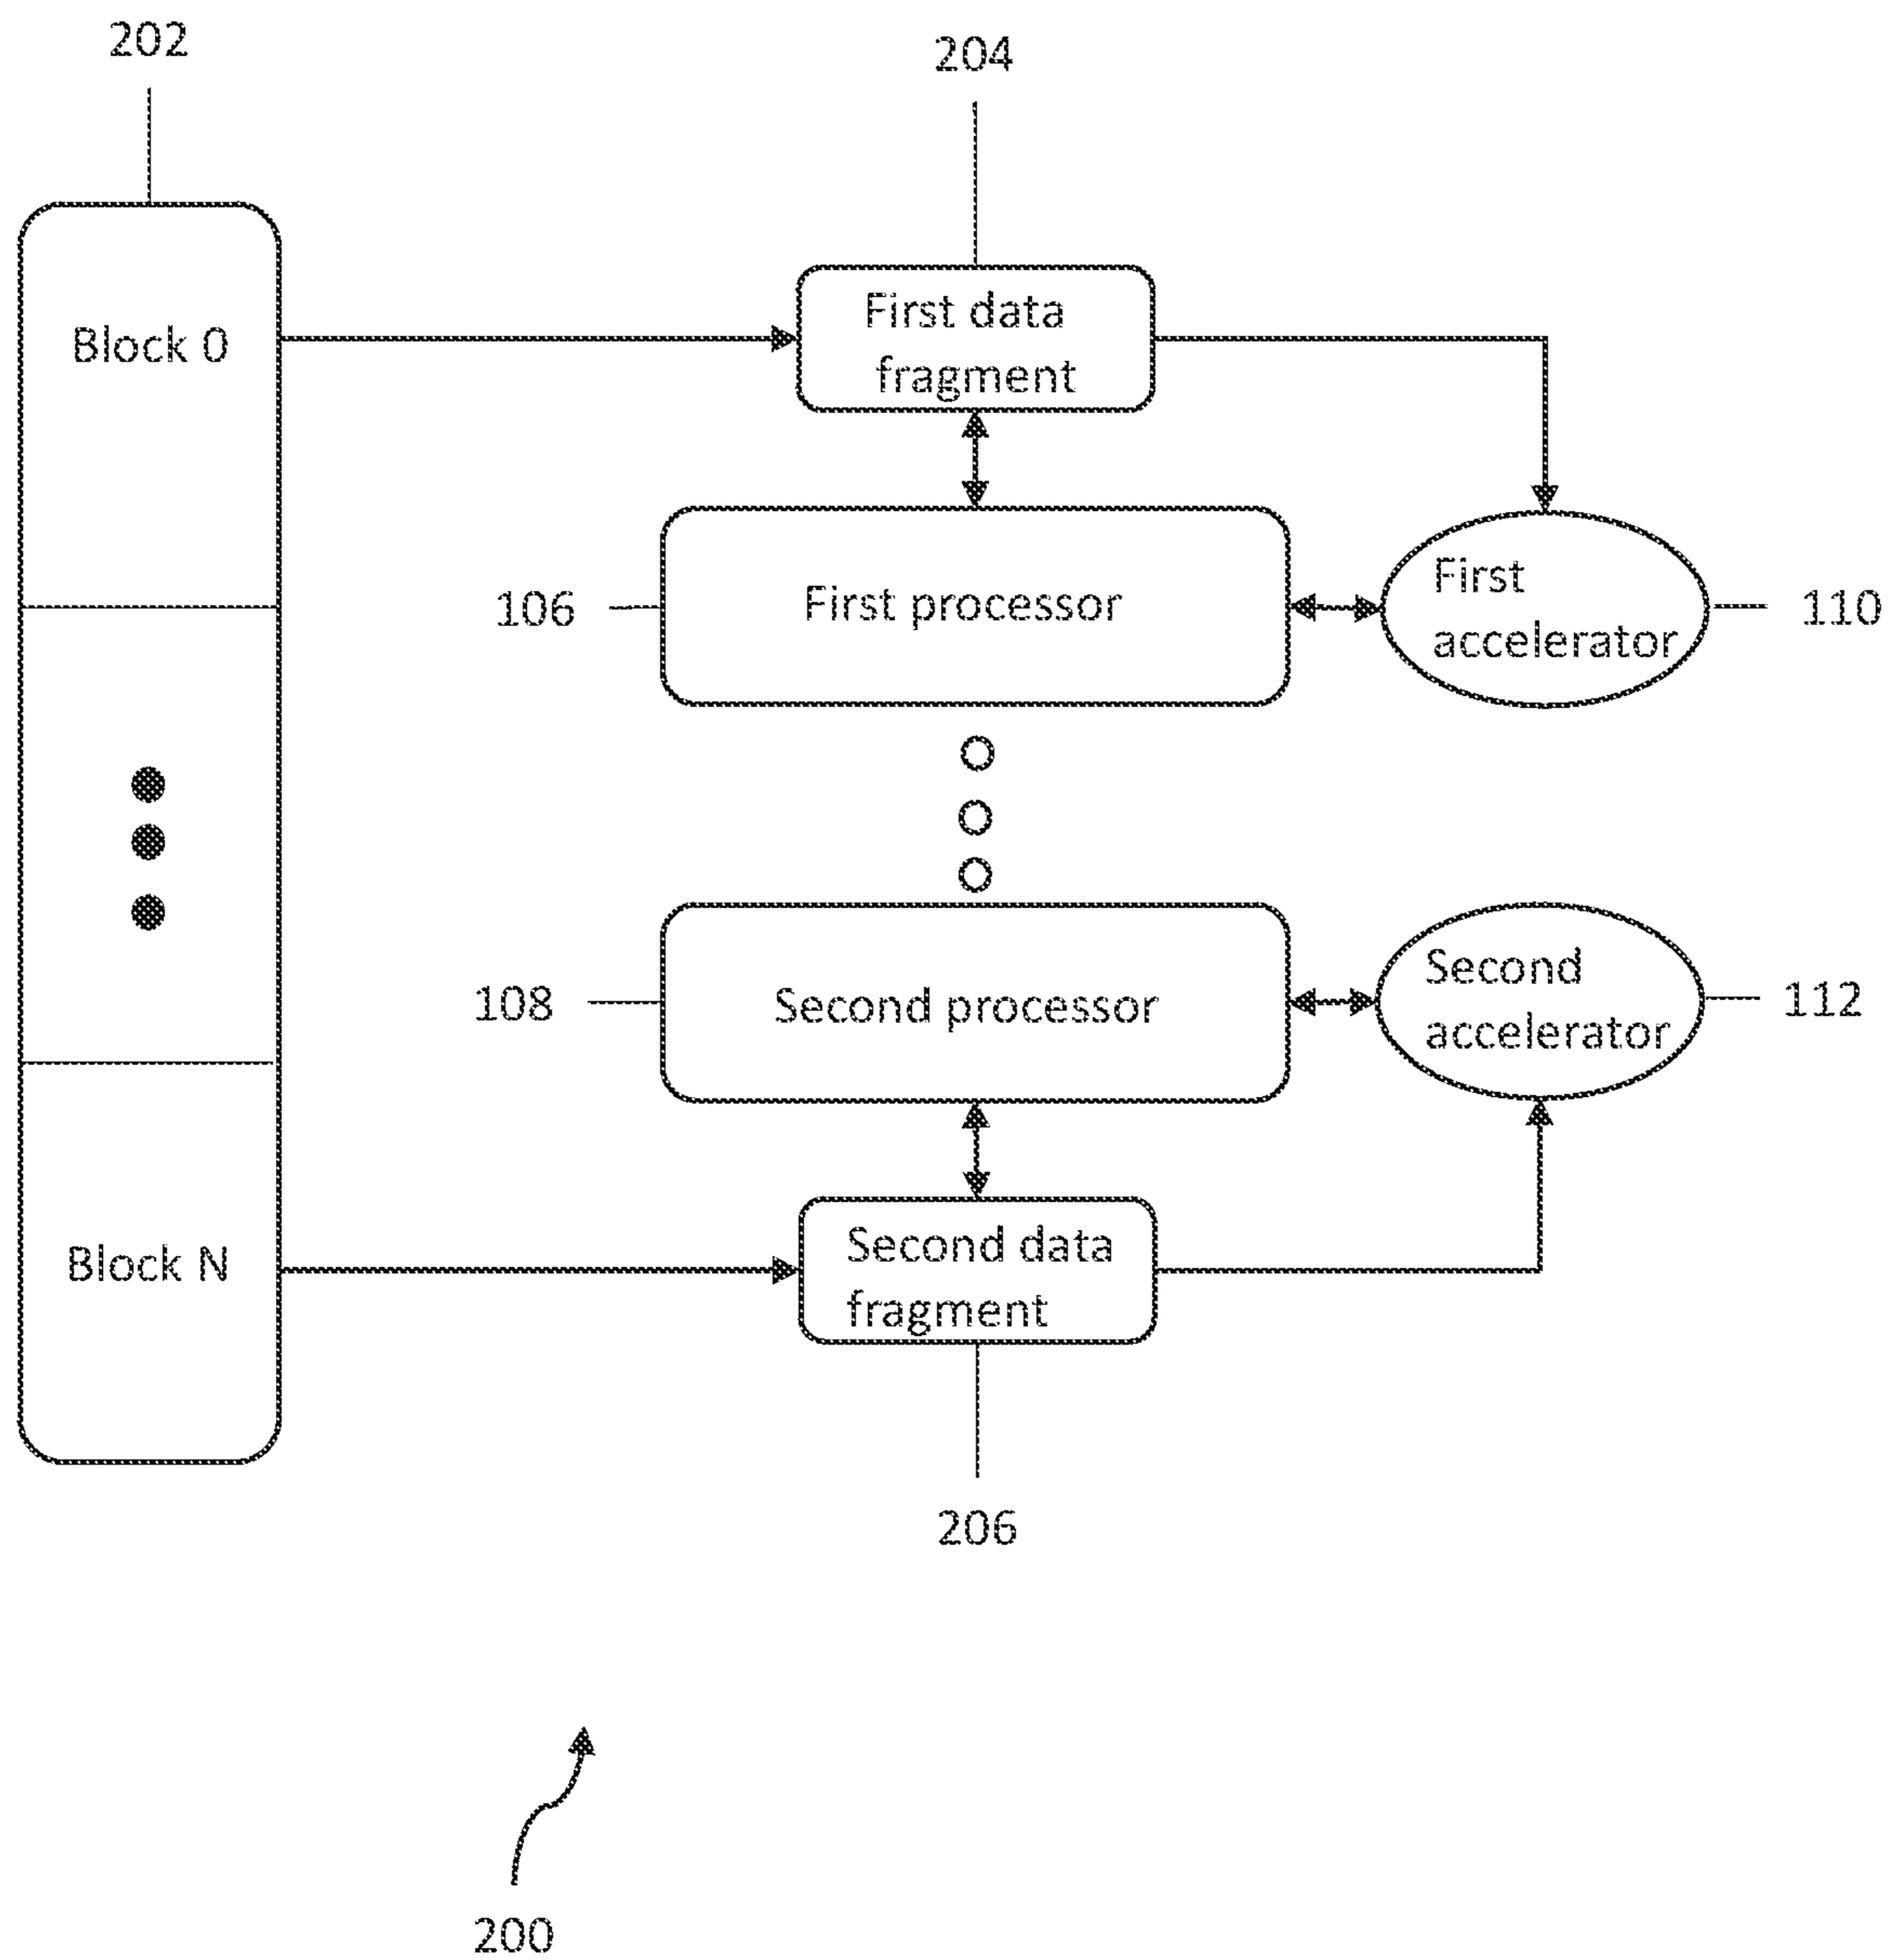 202
204
Block 0
First data
fragment
106
First processor
First
accelerator
110
108
Second processor
Second
accelerator
112
Block N
Second data
fragment
206
200